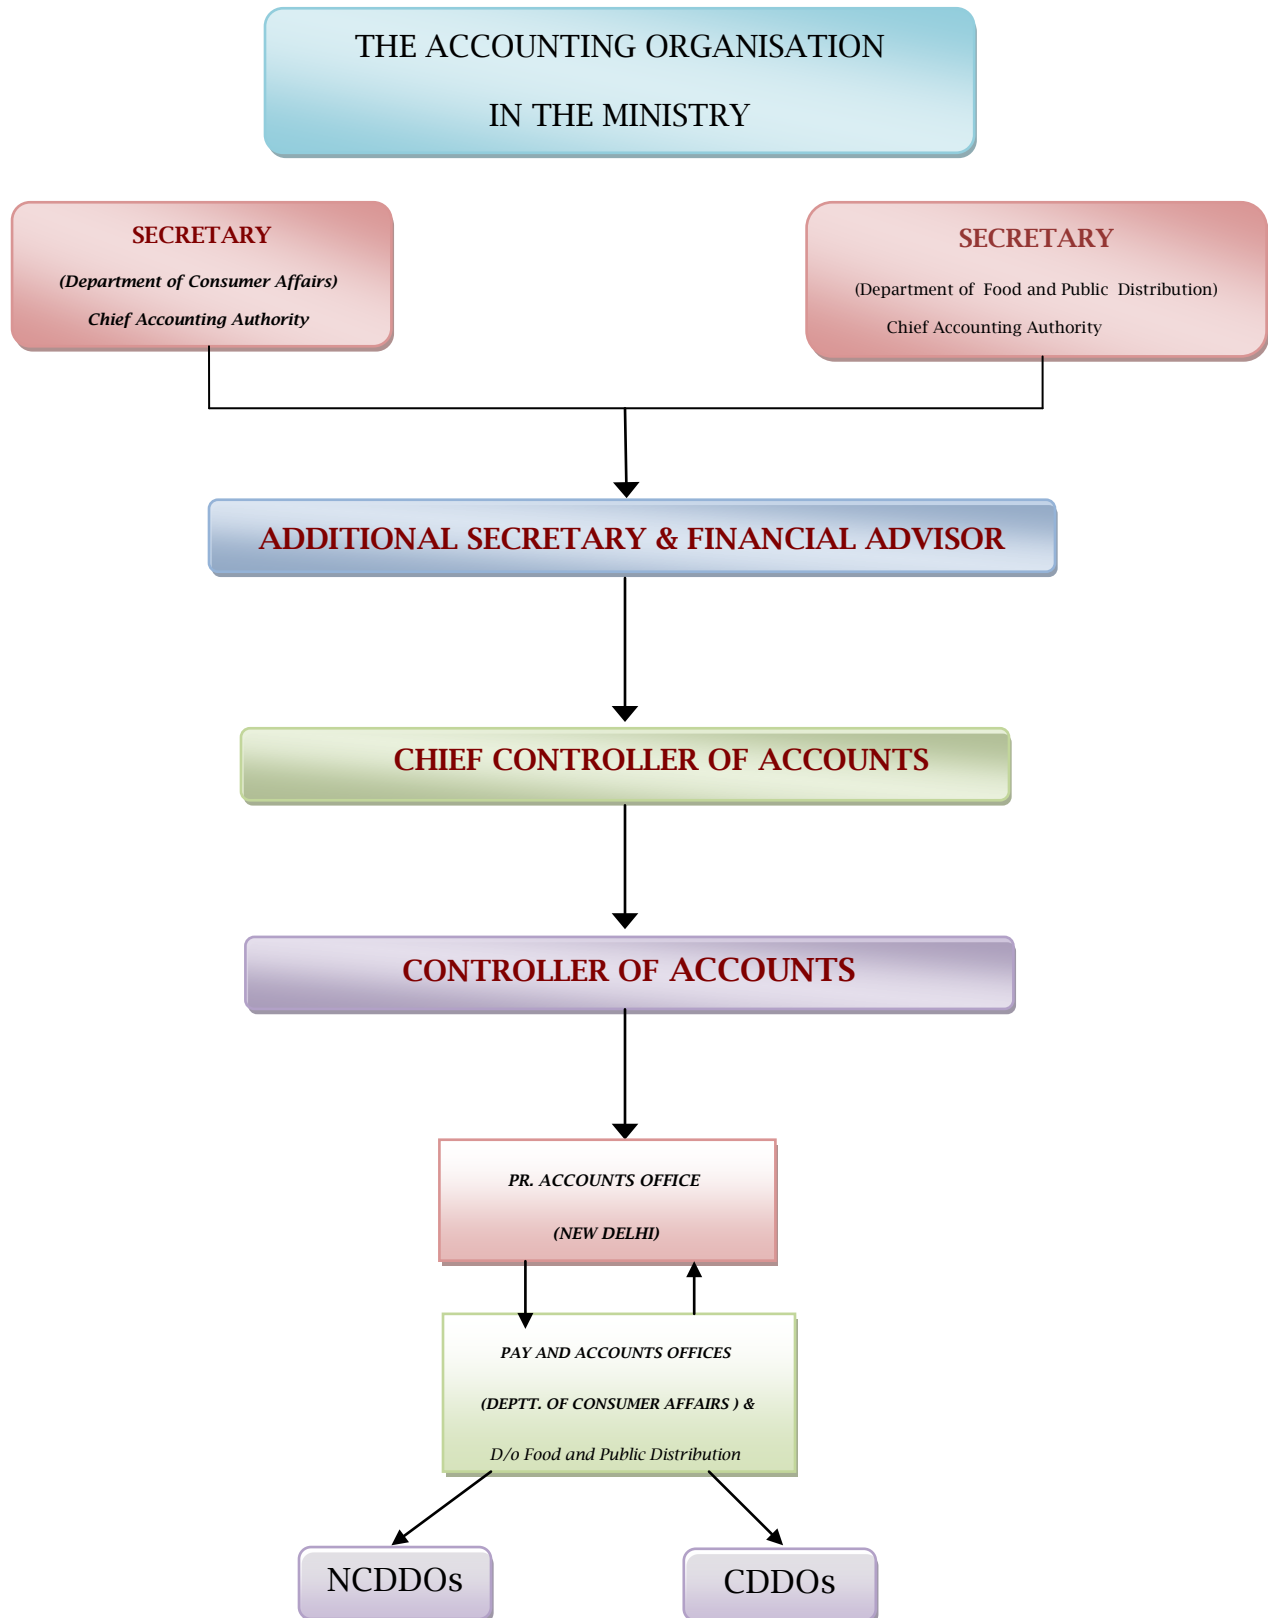 THE ACCOUNTING ORGANISATION
IN THE MINISTRY
SECRETARY
(Department of Consumer Affairs)
Chief Accounting Authority
SECRETARY
(Department of Food and Public Distribution)
Chief Accounting Authority
ADDITIONAL SECRETARY & FINANCIAL ADVISOR
CHIEF CONTROLLER OF ACCOUNTS
CONTROLLER OF ACCOUNTS
PR. ACCOUNTS OFFICE
(NEW DELHI)
PAY AND ACCOUNTS OFFICES
(DEPTT. OF CONSUMER AFFAIRS ) &
D/o Food and Public Distribution
NCDDOs
CDDOs